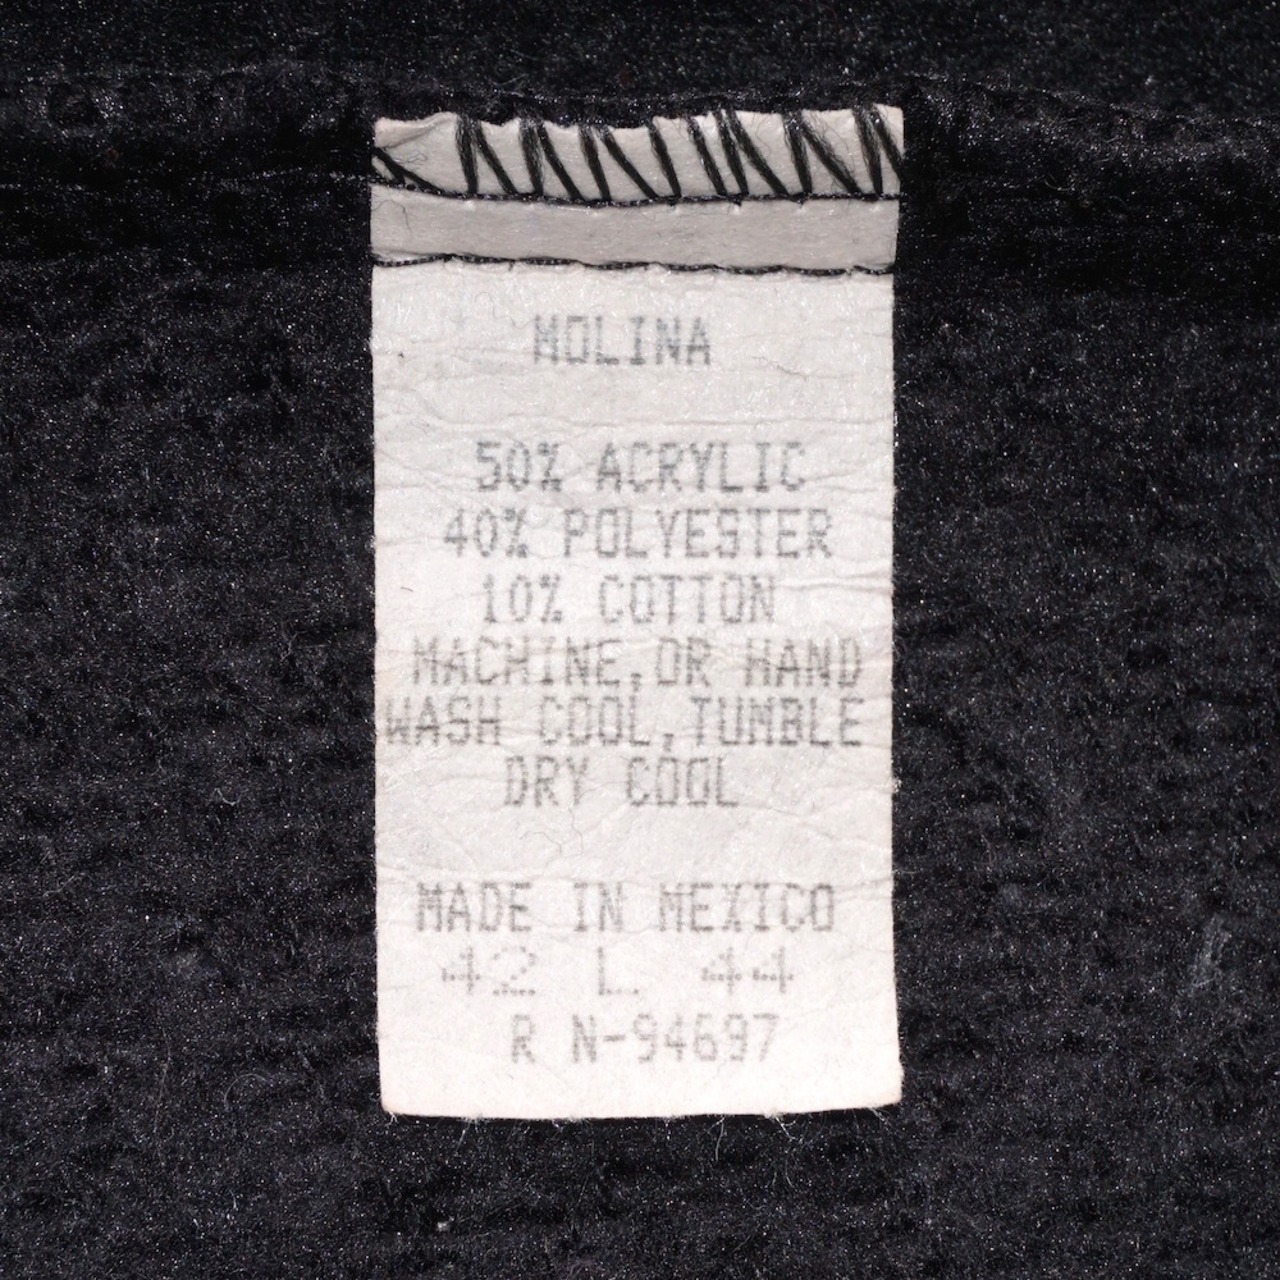 MOLINA
50% ACRYLIC
40% POLYESTER
10% COTTON
MACHINE,OR HAND
WASH COOL,TUMBLE
DRY COOL
MADE IN MEXICO
42 L 44
R N-94697